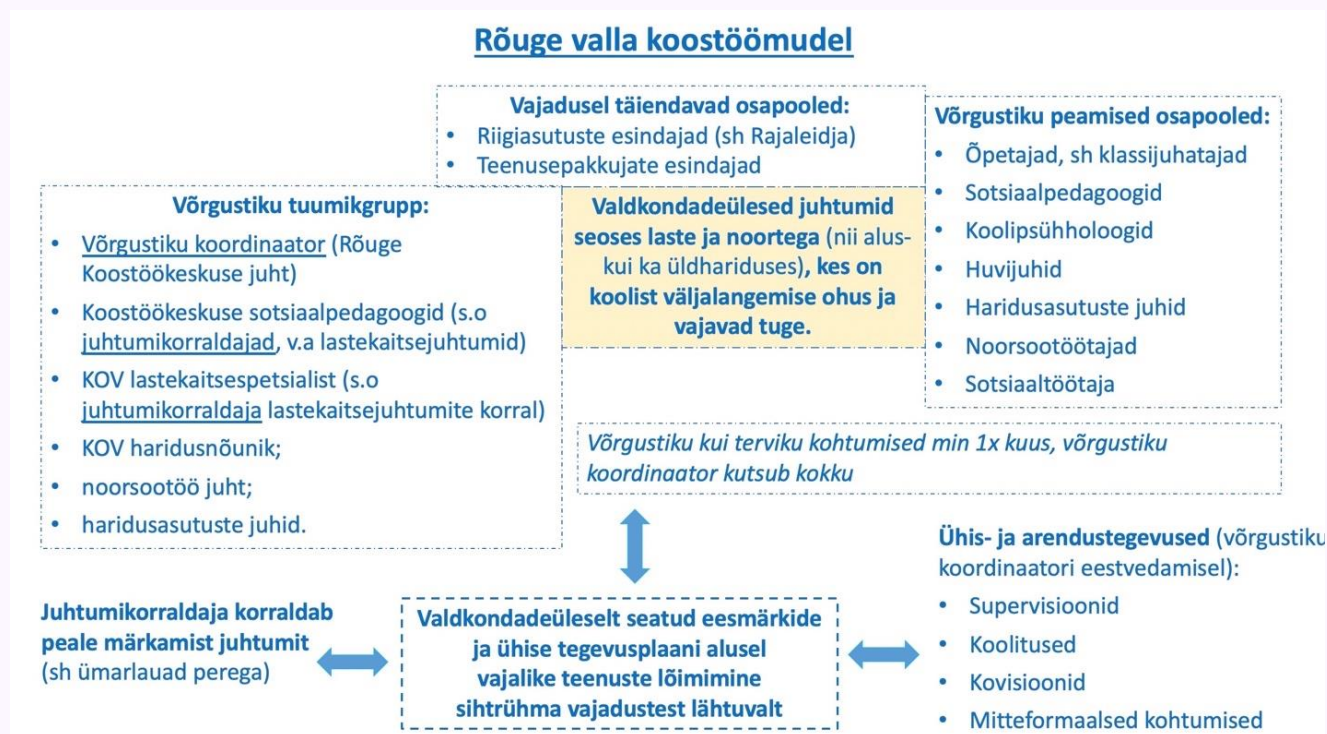 Rõuge valla koostöömudel
Vajadusel täiendavad osapooled:
• Riigiasutuste esindajad (sh Rajaleidja)
• Teenusepakkujate esindajad
Võrgustiku peamised osapooled:
• Õpetajad, sh klassijuhatajad
• Sotsiaalpedagoogid
• Koolipsühholoogid
• Huvijuhid
• Haridusasutuste juhid
• Noorsootöötajad
• Sotsiaaltöötaja
Võrgustiku tuumikgrupp:
• Võrgustiku koordinaator (Rõuge
Koostöökeskuse juht)
• Koostöökeskuse sotsiaalpedagoogid (s.o
juhtumikorraldajad, v.a lastekaitsejuhtumid)
• KOV lastekaitsespetsialist (s.o
juhtumikorraldaja lastekaitsejuhtumite korral)
• KOV haridusnõunik;
• noorsootöö juht;
• haridusasutuste juhid.
Valdkondadeülesed juhtumid
seoses laste ja noortega (nii alus-
kui ka üldhariduses), kes on
koolist väljalangemise ohus ja
vajavad tuge.
Võrgustiku kui terviku kohtumised min 1x kuus, võrgustiku
koordinaator kutsub kokku
Juhtumikorraldaja korraldab
peale märkamist juhtumit
(sh ümarlauad perega)
Valdkondadeüleselt seatud eesmärkide
ja ühise tegevusplaani alusel
vajalike teenuste lõimimine
sihtrühma vajadustest lähtuvalt
Ühis- ja arendustegevused (võrgustiku
koordinaatori eestvedamisel):
• Supervisioonid
• Koolitused
• Kovisioonid
• Mitteformaalsed kohtumised